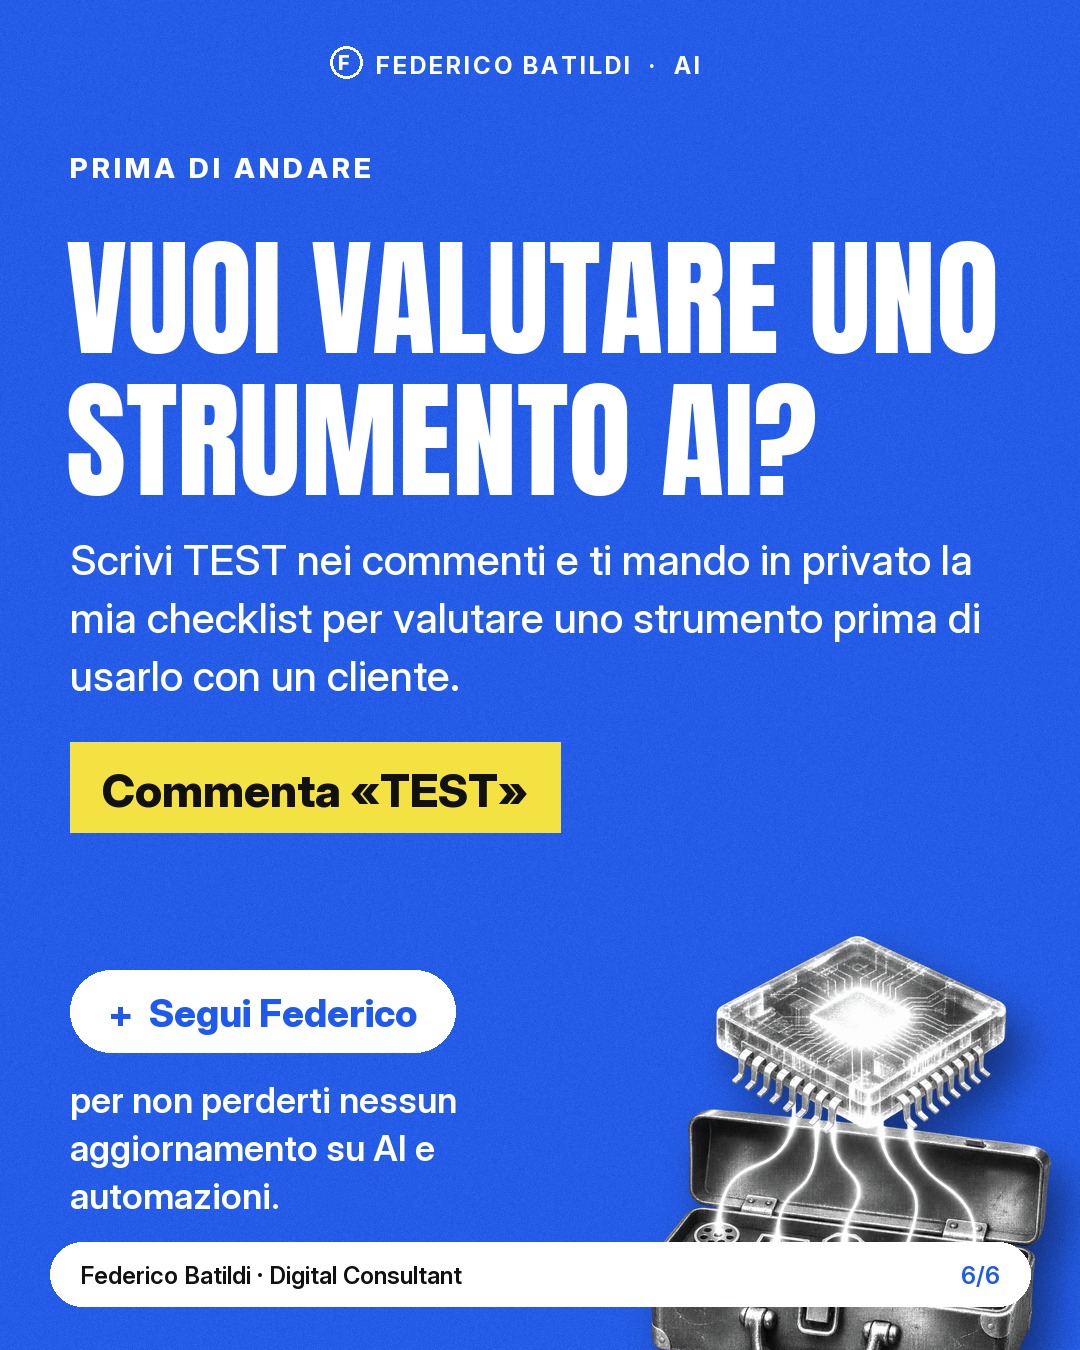 F FEDERICO BATILDI · AI
PRIMA DI ANDARE
VUOI VALUTARE UNO
STRUMENTO AI?
Scrivi TEST nei commenti e ti mando in privato la
mia checklist per valutare uno strumento prima di
usarlo con un cliente.
Commenta «TEST»
+ Segui Federico
per non perderti nessun
aggiornamento su AI e
automazioni.
Federico Batildi · Digital Consultant 6/6